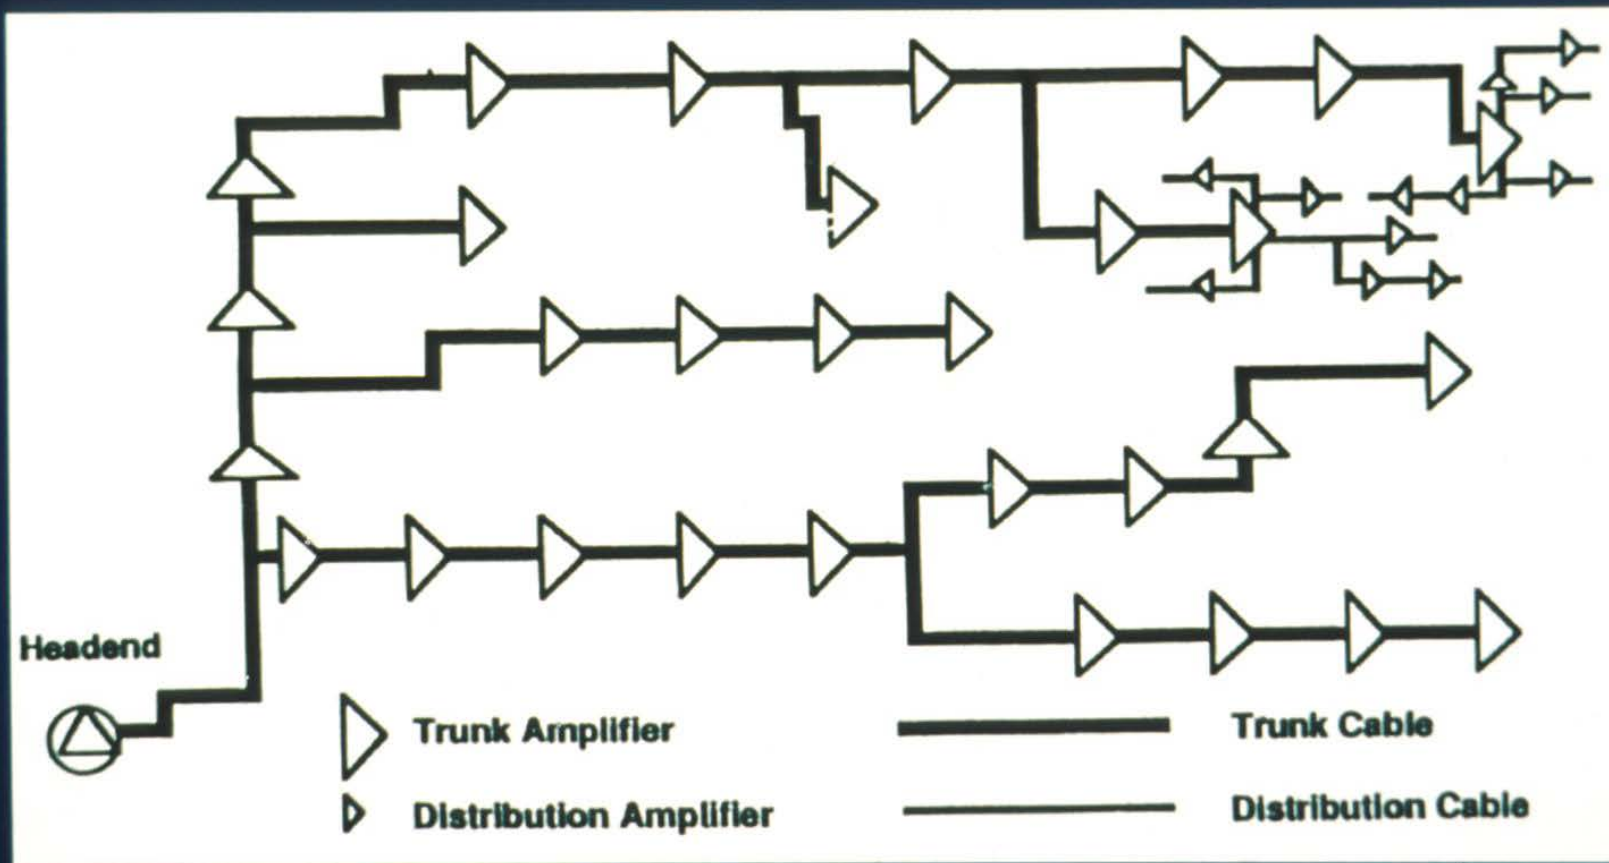 Headend
Trunk Amplifier
Trunk Cable
Distribution Amplifier
Distribution Cable